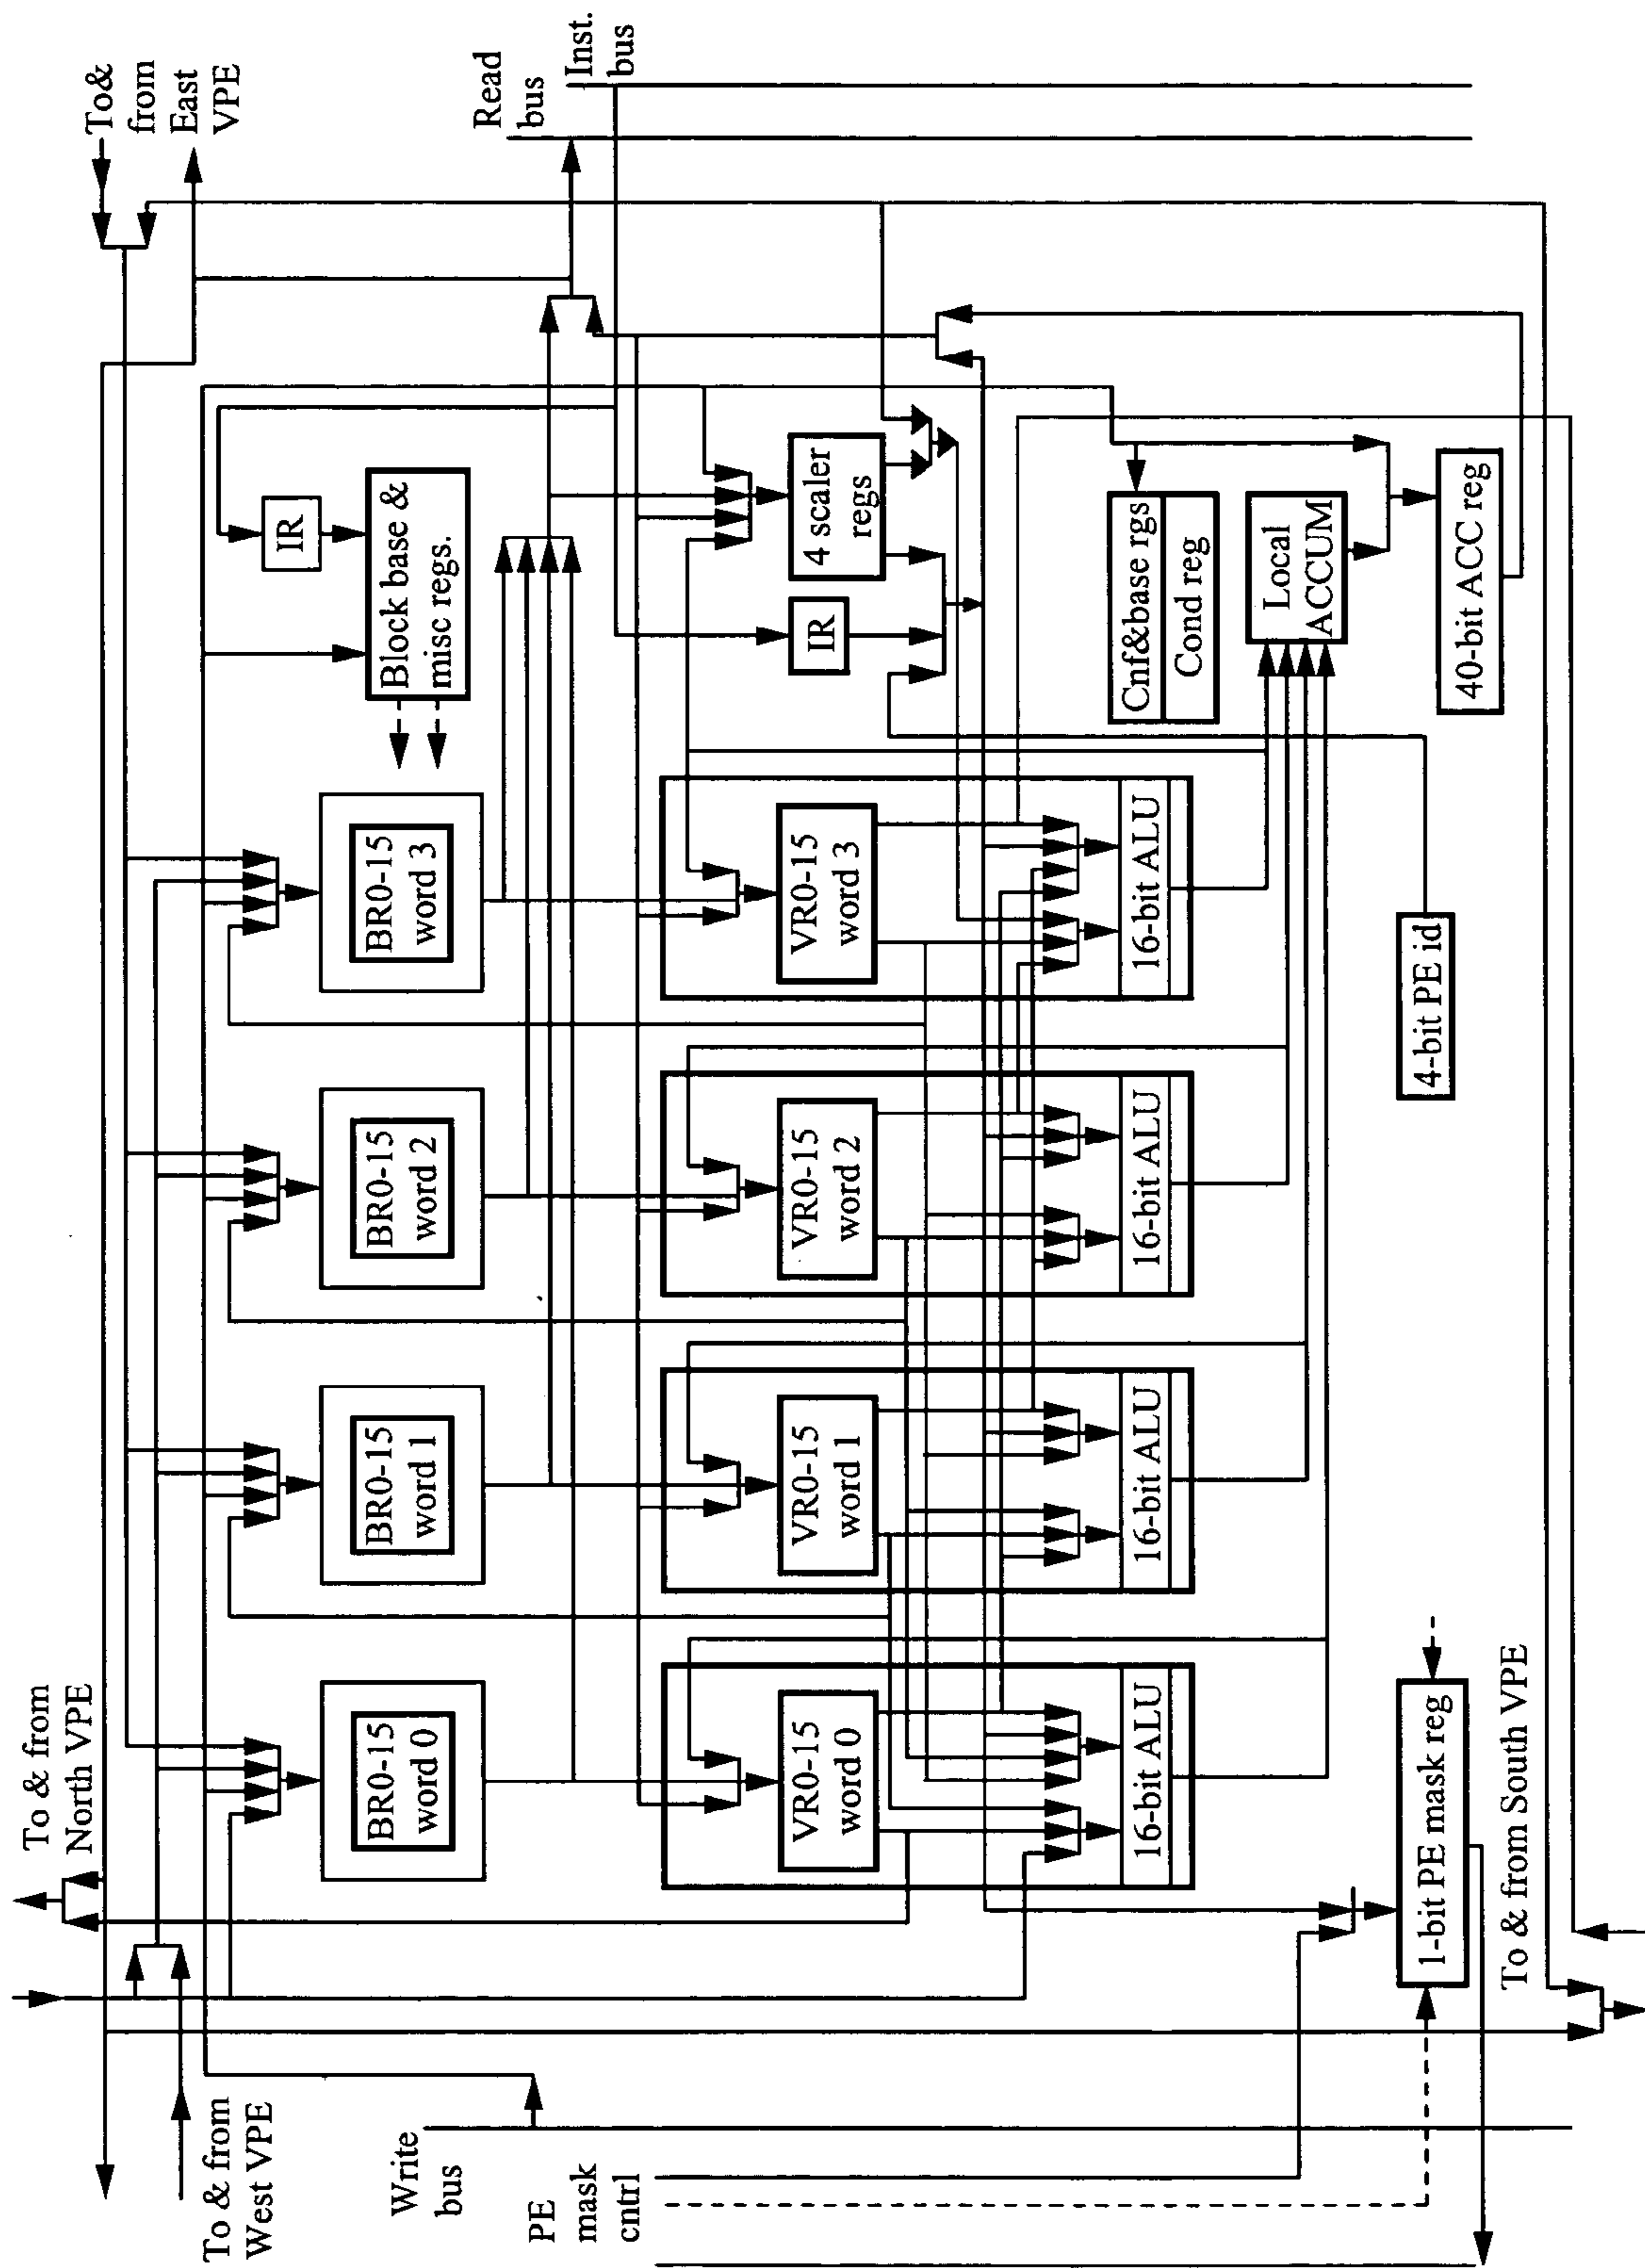 To & from
North VPE
To&
from
East
VPE
To & from
West VPE
Write
bus
PE
mask
cntrl
Read
bus
Inst.
bus
BR0-15
word 0
BR0-15
word 1
BR0-15
word 2
BR0-15
word 3
IR
Block base &
misc regs.
VR0-15
word 0
VR0-15
word 1
VR0-15
word 2
VR0-15
word 3
IR
4 scaler
regs
16-bit ALU
16-bit ALU
16-bit ALU
16-bit ALU
Cnf&base rgs
Cond reg
Local
ACCUM
1-bit PE mask reg
4-bit PE id
40-bit ACC reg
To & from South VPE